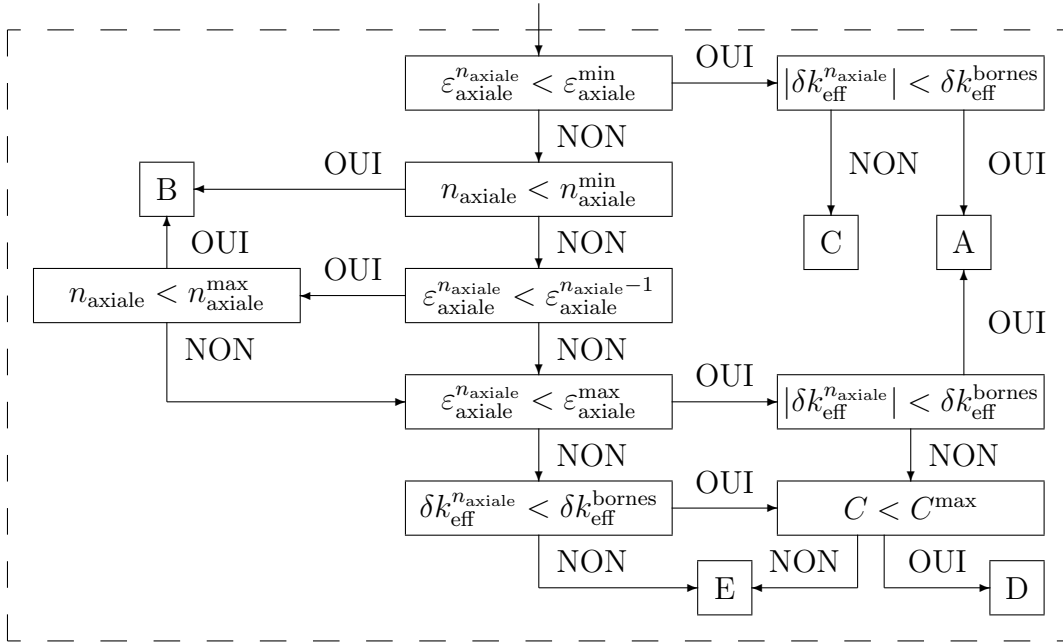 OUI
ε_axiale^{n_axiale} < ε_axiale^min
|δk_eff^{n_axiale}| < δk_eff^bornes
NON
OUI
NON
OUI
B
n_axiale < n_axiale^min
OUI
NON
C
A
OUI
n_axiale < n_axiale^max
ε_axiale^{n_axiale} < ε_axiale^{n_axiale−1}
OUI
NON
NON
OUI
ε_axiale^{n_axiale} < ε_axiale^max
|δk_eff^{n_axiale}| < δk_eff^bornes
NON
NON
OUI
δk_eff^{n_axiale} < δk_eff^bornes
C < C^max
NON
NON
OUI
E
D